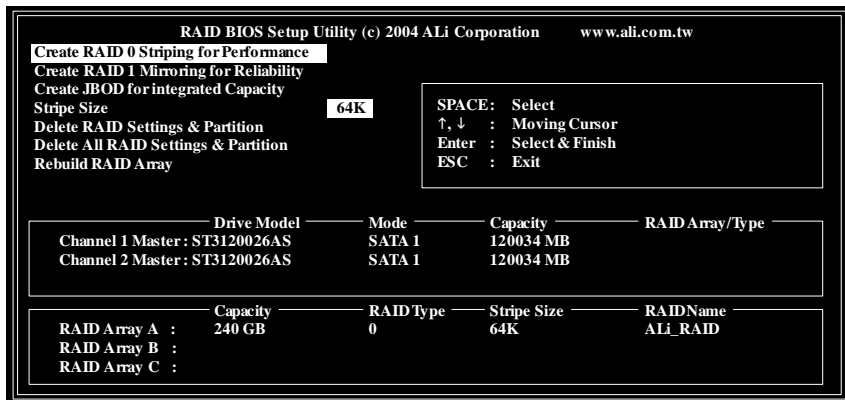 RAID BIOS Setup Utility (c) 2004 ALi Corporation www.ali.com.tw
Create RAID 0 Striping for Performance
Create RAID 1 Mirroring for Reliability
Create JBOD for integrated Capacity
Stripe Size 64K
Delete RAID Settings & Partition
Delete All RAID Settings & Partition
Rebuild RAID Array
SPACE: Select
↑, ↓ : Moving Cursor
Enter : Select & Finish
ESC : Exit
Drive Model Mode Capacity RAID Array/Type
Channel 1 Master : ST3120026AS SATA 1 120034 MB
Channel 2 Master : ST3120026AS SATA 1 120034 MB
Capacity RAID Type Stripe Size RAIDName
RAID Array A : 240 GB 0 64K ALi_RAID
RAID Array B :
RAID Array C :